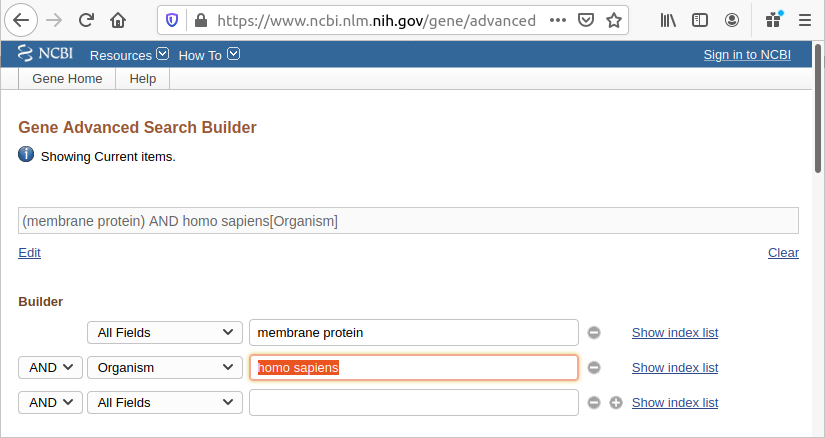 https://www.ncbi.nlm.nih.gov/gene/advanced
NCBI Resources How To Sign in to NCBI
Gene Home Help
Gene Advanced Search Builder
Showing Current items.
(membrane protein) AND homo sapiens[Organism]
Edit Clear
Builder
All Fields membrane protein Show index list
AND Organism homo sapiens Show index list
AND All Fields Show index list